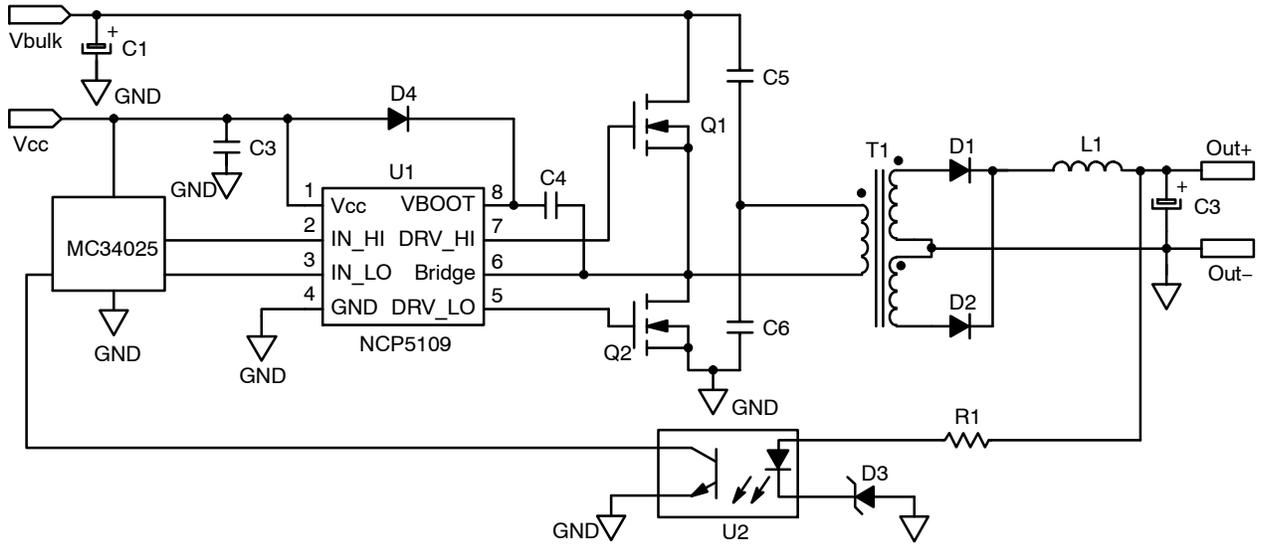 Vbulk
+
C1
GND
Vcc
C3
GND
D4
C5
Q1
MC34025
GND
U1
1 Vcc VBOOT 8
2 IN_HI DRV_HI 7
3 IN_LO Bridge 6
4 GND DRV_LO 5
NCP5109
GND
C4
Q2
C6
GND
T1
D1
D2
L1
Out+
+
C3
Out–
R1
D3
U2
GND